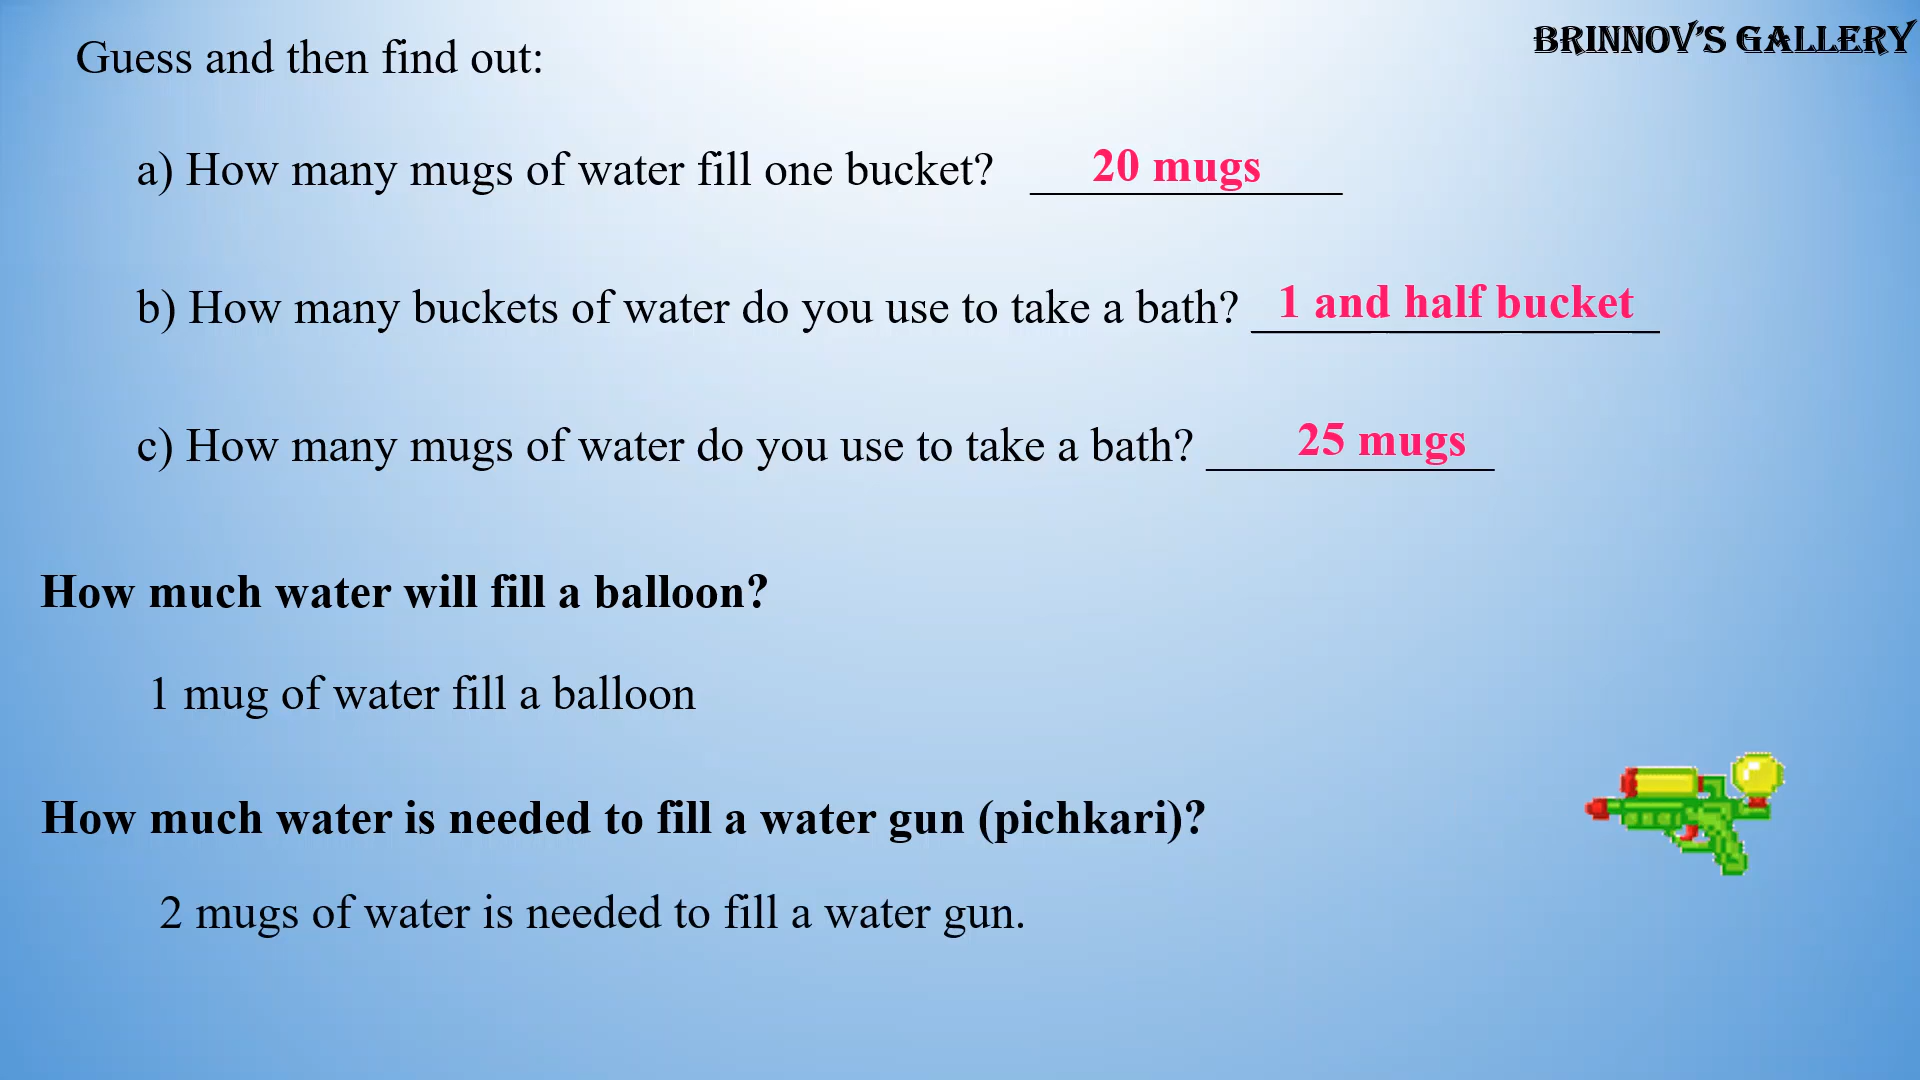 BRINNOV'S GALLERY
Guess and then find out:
a) How many mugs of water fill one bucket? 20 mugs
b) How many buckets of water do you use to take a bath? 1 and half bucket
c) How many mugs of water do you use to take a bath? 25 mugs
How much water will fill a balloon?
1 mug of water fill a balloon
How much water is needed to fill a water gun (pichkari)?
2 mugs of water is needed to fill a water gun.